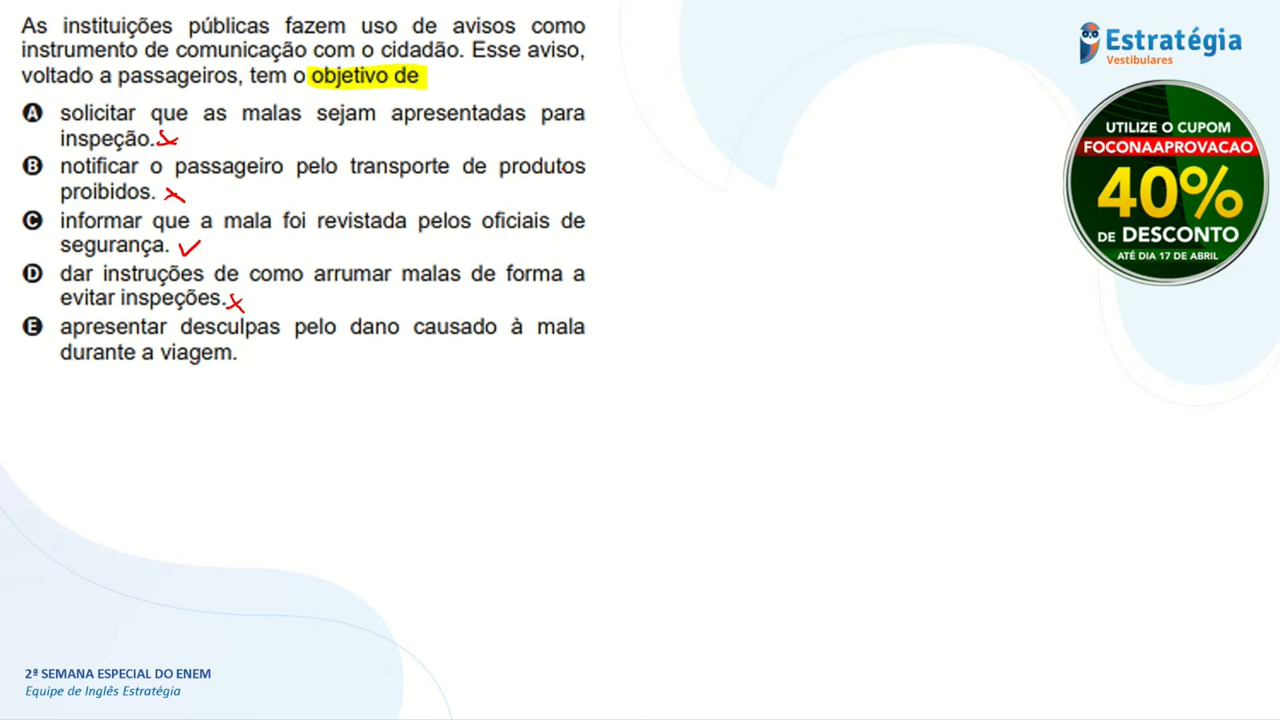 As instituições públicas fazem uso de avisos como
instrumento de comunicação com o cidadão. Esse aviso,
voltado a passageiros, tem o objetivo de
A solicitar que as malas sejam apresentadas para
inspeção.
B notificar o passageiro pelo transporte de produtos
proibidos.
C informar que a mala foi revistada pelos oficiais de
segurança.
D dar instruções de como arrumar malas de forma a
evitar inspeções.
E apresentar desculpas pelo dano causado à mala
durante a viagem.
Estratégia
Vestibulares
UTILIZE O CUPOM
FOCONAAPROVACAO
40%
DE DESCONTO
ATÉ DIA 17 DE ABRIL
2ª SEMANA ESPECIAL DO ENEM
Equipe de Inglês Estratégia